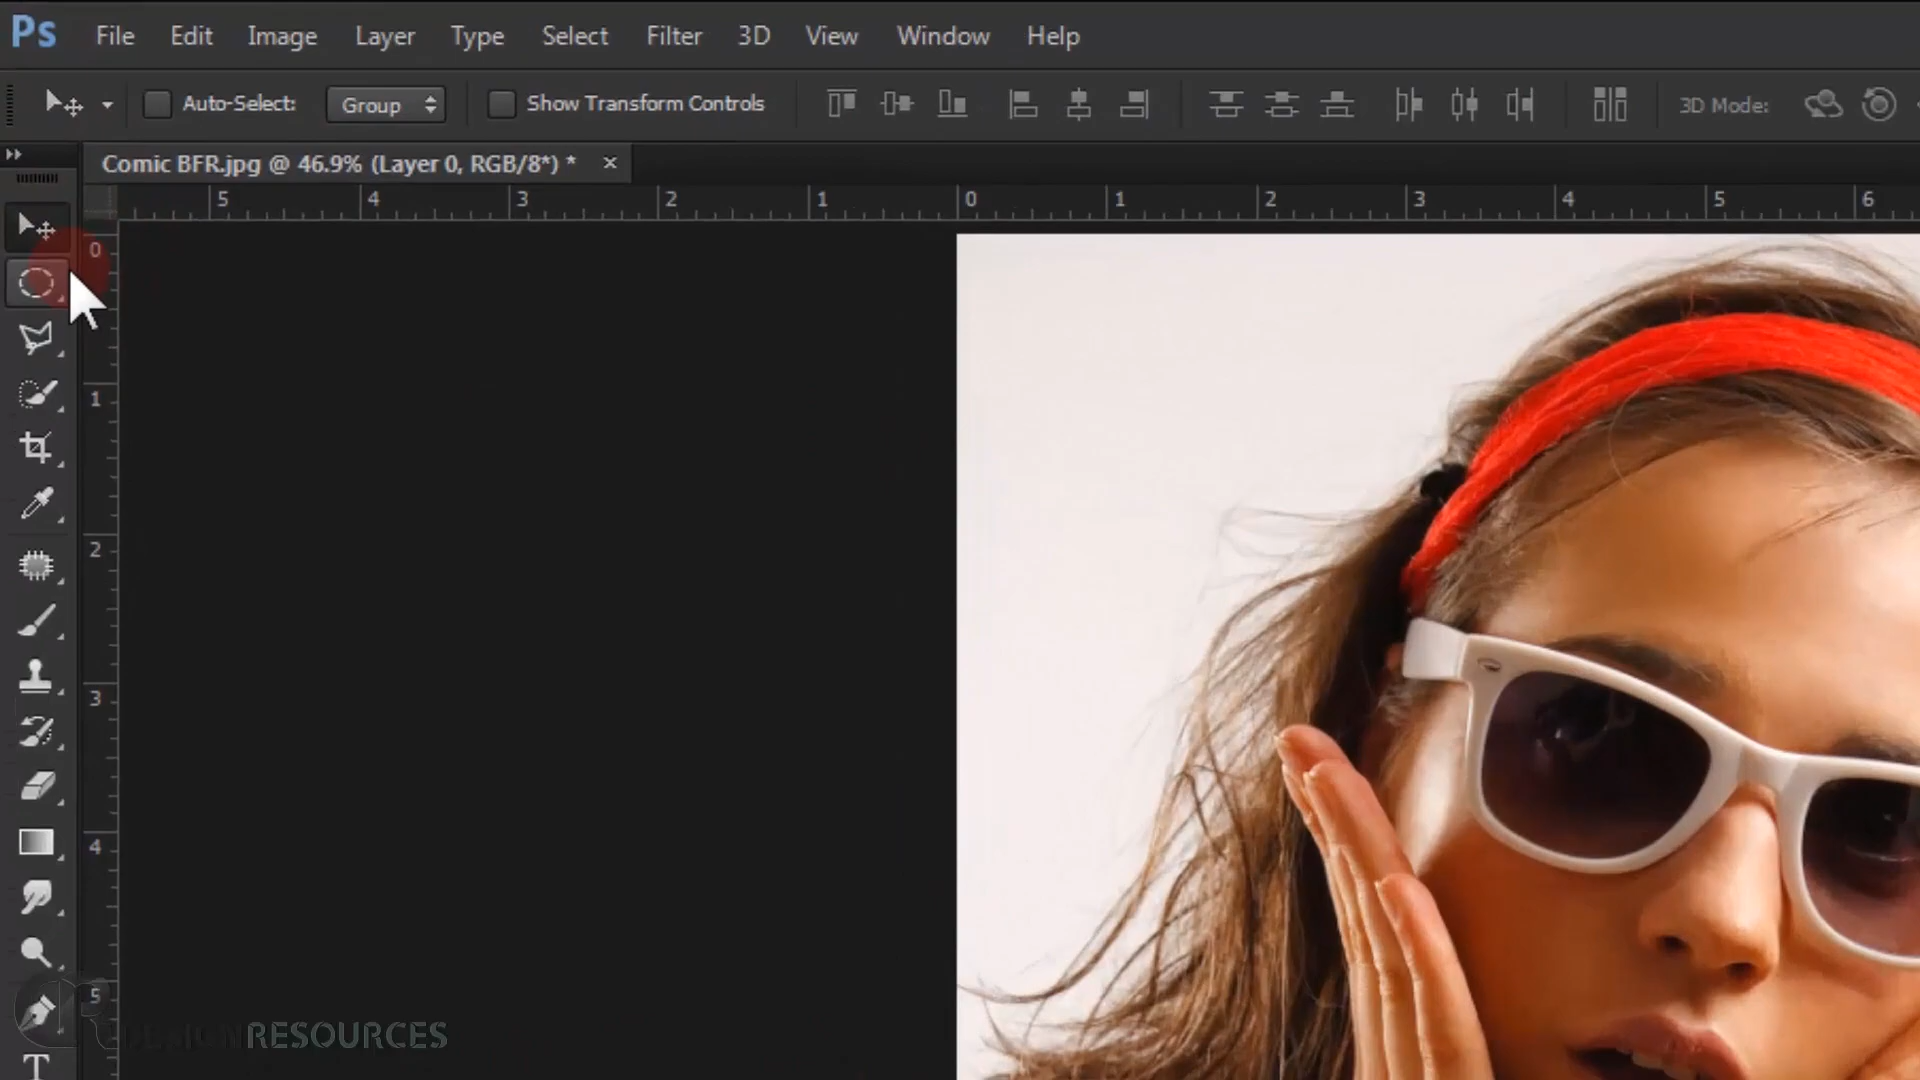 Ps File Edit Image Layer Type Select Filter 3D View Window Help
Auto-Select: Group Show Transform Controls 3D Mode:
Comic BFR.jpg @ 46.9% (Layer 0, RGB/8*) * ×
5 4 3 2 1 0 1 2 3 4 5 6
0
1
2
3
4
5
DESIGNRESOURCES
T